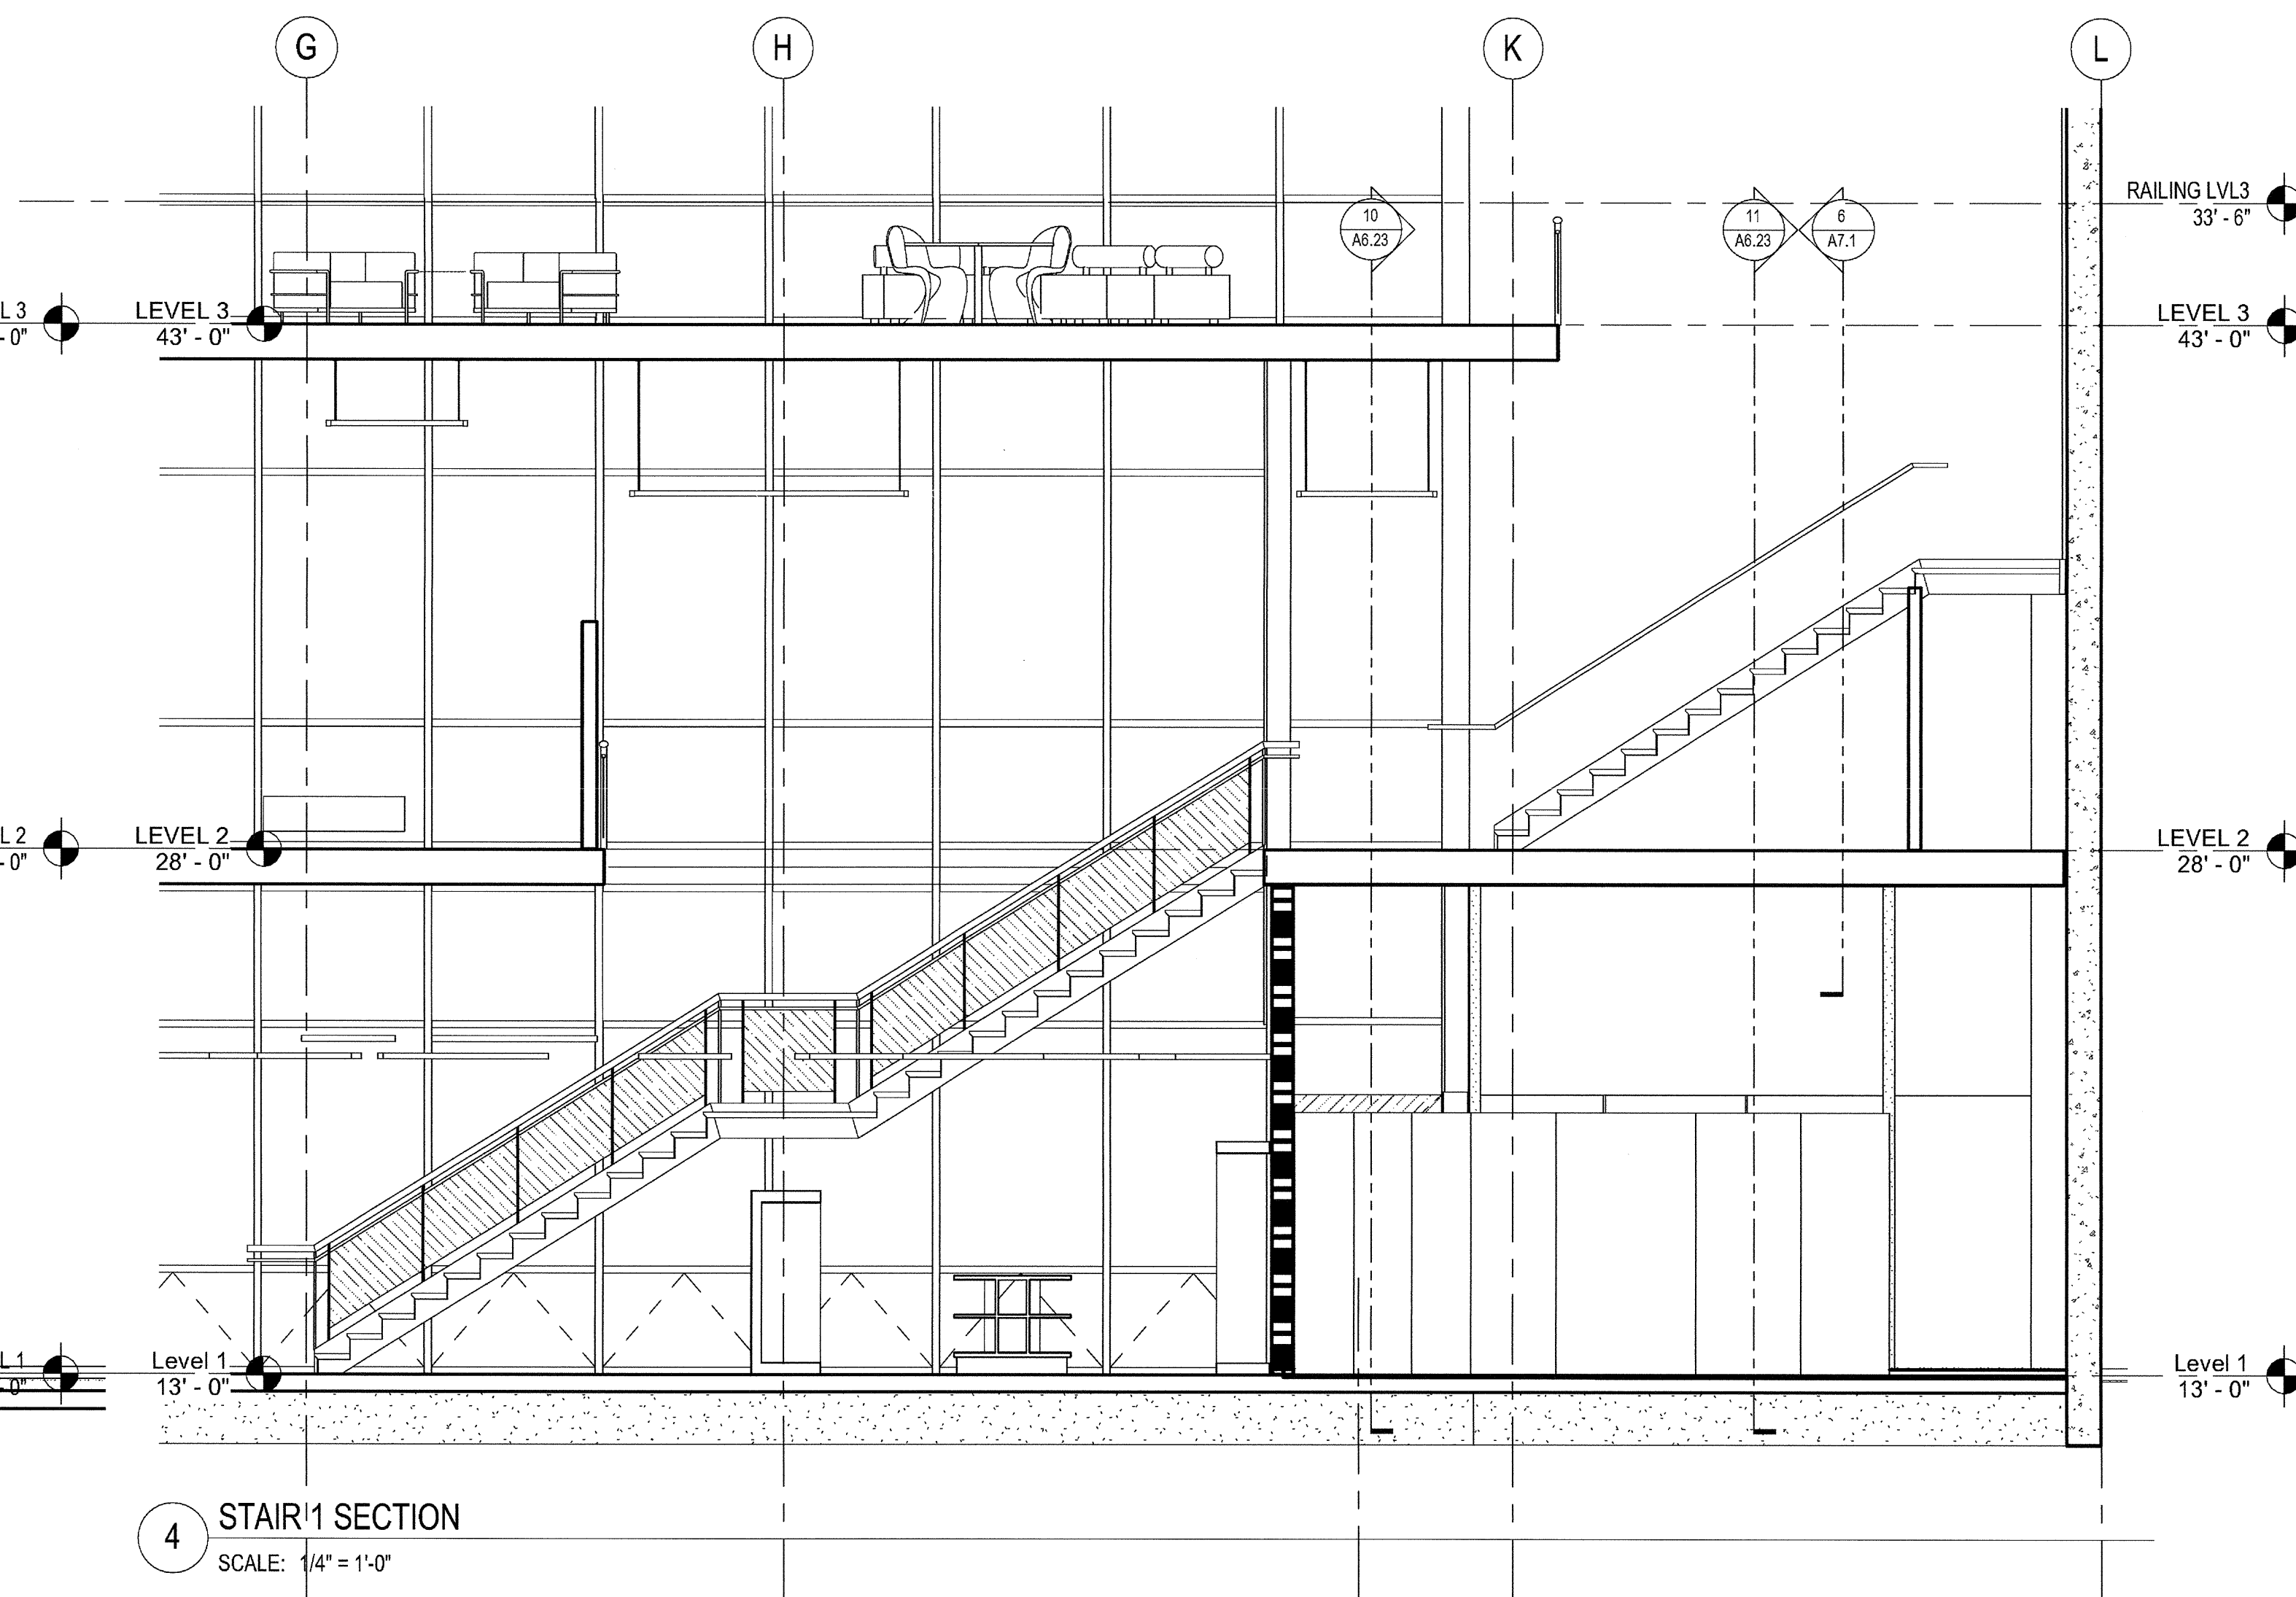 G
H
K
L
RAILING LVL3
33' - 6"
10
A6.23
11
A6.23
6
A7.1
L 3
- 0"
LEVEL 3
43' - 0"
LEVEL 3
43' - 0"
L 2
- 0"
LEVEL 2
28' - 0"
LEVEL 2
28' - 0"
L 1
- 0"
Level 1
13' - 0"
Level 1
13' - 0"
4
STAIR 1 SECTION
SCALE: 1/4" = 1'-0"